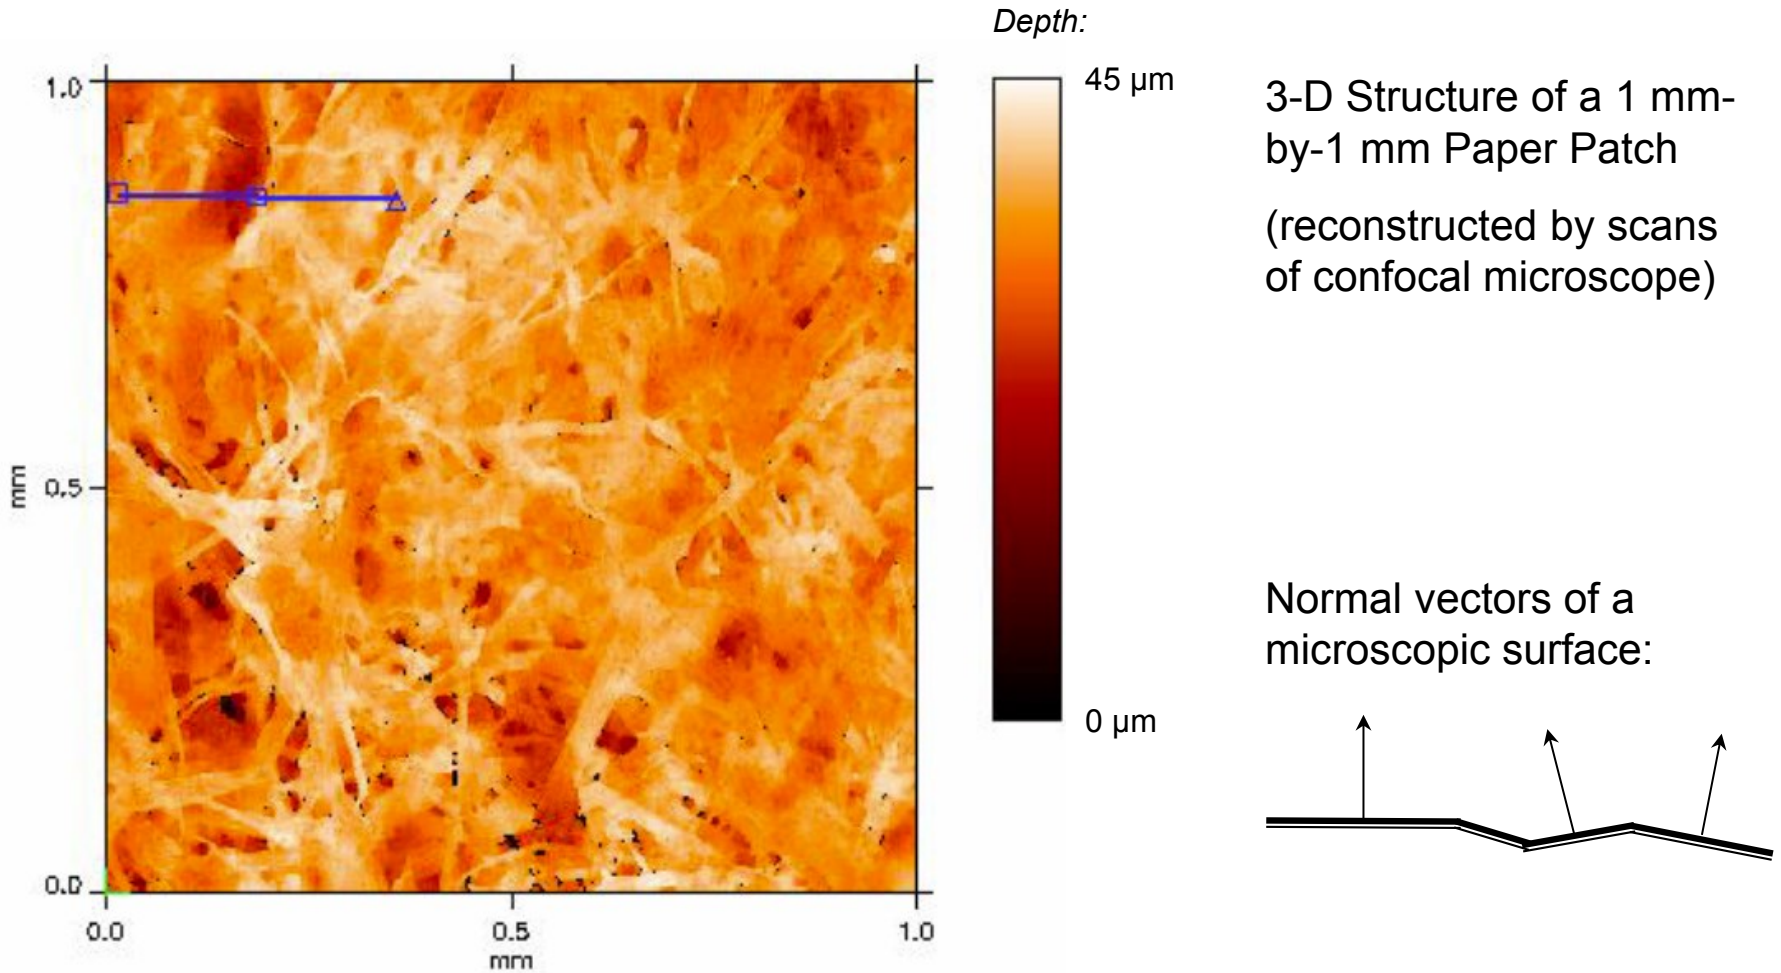 Depth:
45 μm
0 μm
1.0
0.5
0.0
mm
0.0
0.5
1.0
mm
3-D Structure of a 1 mm-
by-1 mm Paper Patch
(reconstructed by scans
of confocal microscope)
Normal vectors of a
microscopic surface: